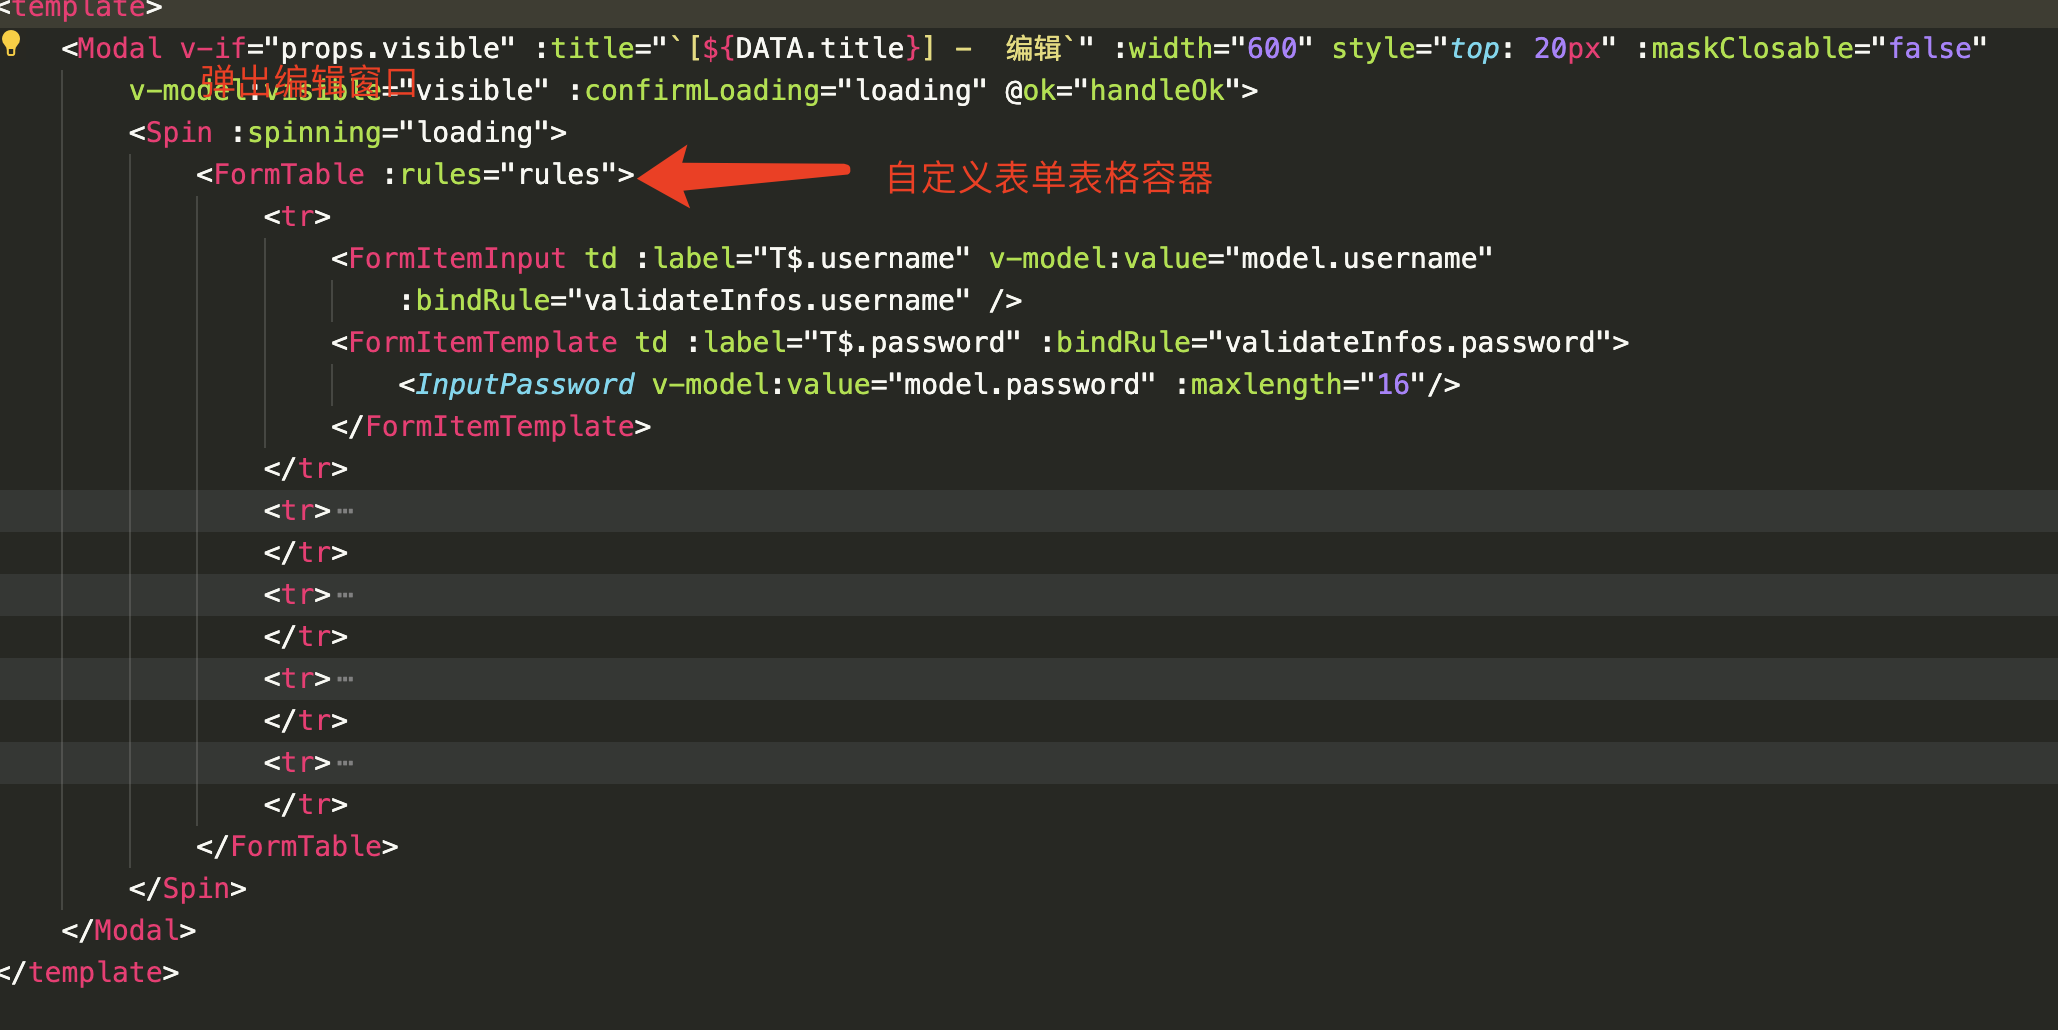 <template>
<Modal v-if="props.visible" :title="`[${DATA.title}] -  编辑`" :width="600" style="top: 20px" :maskClosable="false"
弹出编辑窗口
v-model:visible="visible" :confirmLoading="loading" @ok="handleOk">
<Spin :spinning="loading">
<FormTable :rules="rules">
自定义表单表格容器
<tr>
<FormItemInput td :label="T$.username" v-model:value="model.username"
:bindRule="validateInfos.username" />
<FormItemTemplate td :label="T$.password" :bindRule="validateInfos.password">
<InputPassword v-model:value="model.password" :maxlength="16"/>
</FormItemTemplate>
</tr>
<tr>…
</tr>
<tr>…
</tr>
<tr>…
</tr>
<tr>…
</tr>
</FormTable>
</Spin>
</Modal>
</template>